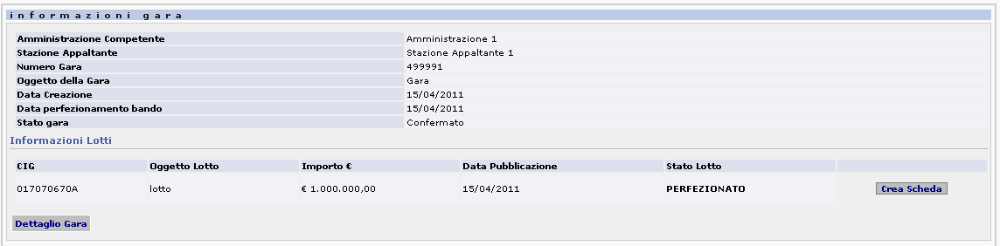 informazioni gara
Amministrazione Competente Amministrazione 1
Stazione Appaltante Stazione Appaltante 1
Numero Gara 499991
Oggetto della Gara Gara
Data Creazione 15/04/2011
Data perfezionamento bando 15/04/2011
Stato gara Confermato
Informazioni Lotti
CIG Oggetto Lotto Importo € Data Pubblicazione Stato Lotto
017070670A lotto € 1.000.000,00 15/04/2011 PERFEZIONATO Crea Scheda
Dettaglio Gara